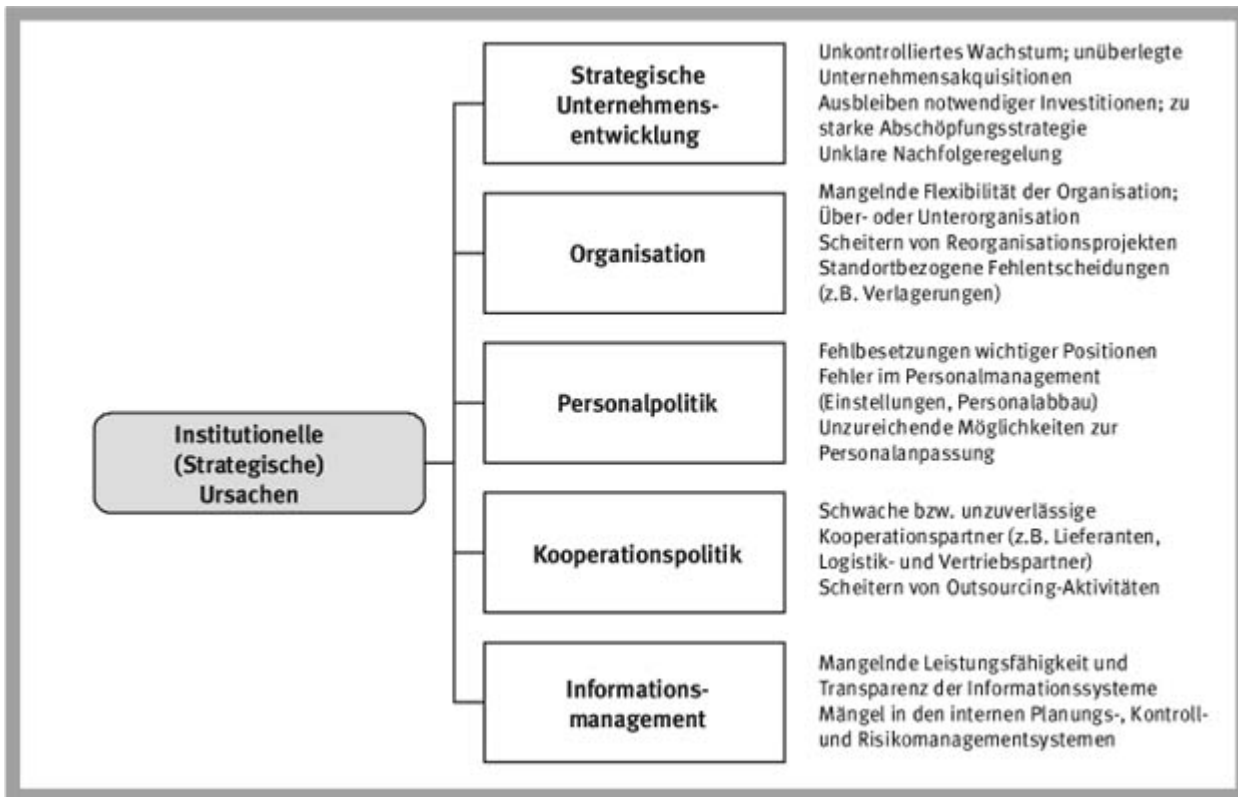 Strategische
Unternehmens-
entwicklung
Unkontrolliertes Wachstum; unüberlegte
Unternehmensakquisitionen
Ausbleiben notwendiger Investitionen; zu
starke Abschöpfungsstrategie
Unklare Nachfolgeregelung
Organisation
Mangelnde Flexibilität der Organisation;
Über- oder Unterorganisation
Scheitern von Reorganisationsprojekten
Standortbezogene Fehlentscheidungen
(z.B. Verlagerungen)
Institutionelle
(Strategische)
Ursachen
Personalpolitik
Fehlbesetzungen wichtiger Positionen
Fehler im Personalmanagement
(Einstellungen, Personalabbau)
Unzureichende Möglichkeiten zur
Personalanpassung
Kooperationspolitik
Schwache bzw. unzuverlässige
Kooperationspartner (z.B. Lieferanten,
Logistik- und Vertriebspartner)
Scheitern von Outsourcing-Aktivitäten
Informations-
management
Mangelnde Leistungsfähigkeit und
Transparenz der Informationssysteme
Mängel in den internen Planungs-, Kontroll-
und Risikomanagementsystemen